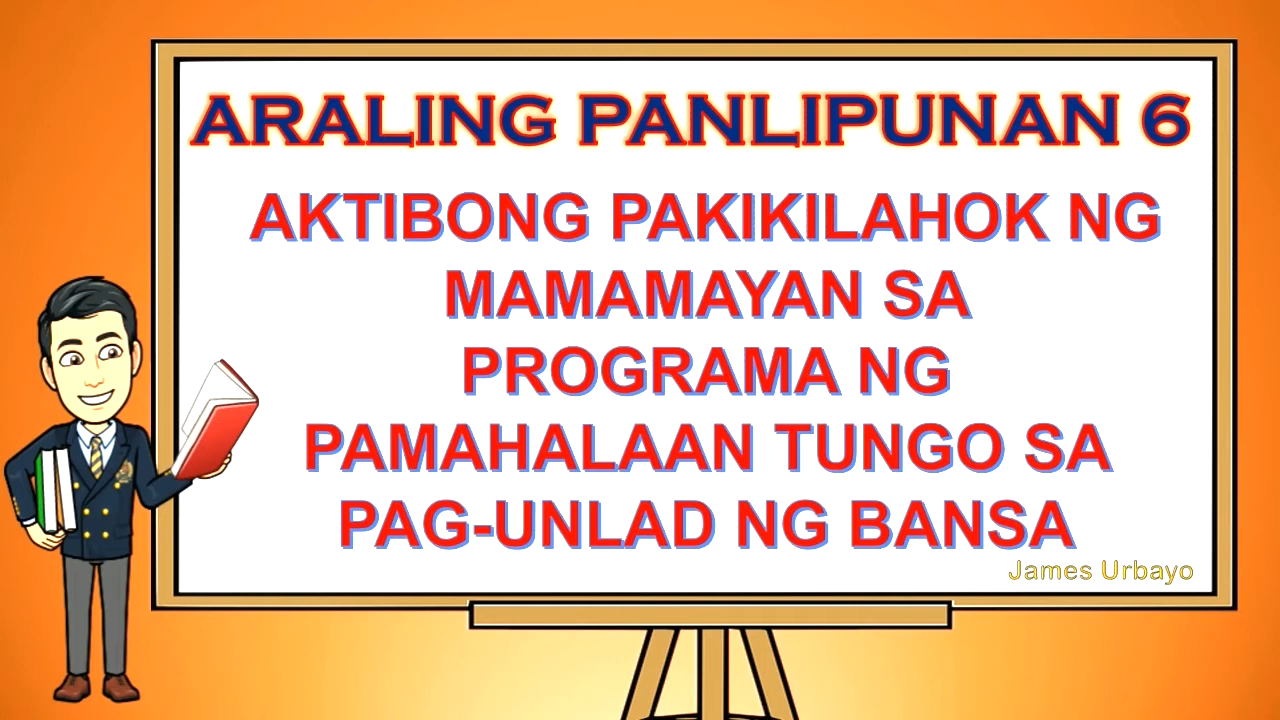 ARALING PANLIPUNAN 6
AKTIBONG PAKIKILAHOK NG
MAMAMAYAN SA
PROGRAMA NG
PAMAHALAAN TUNGO SA
PAG-UNLAD NG BANSA
James Urbayo